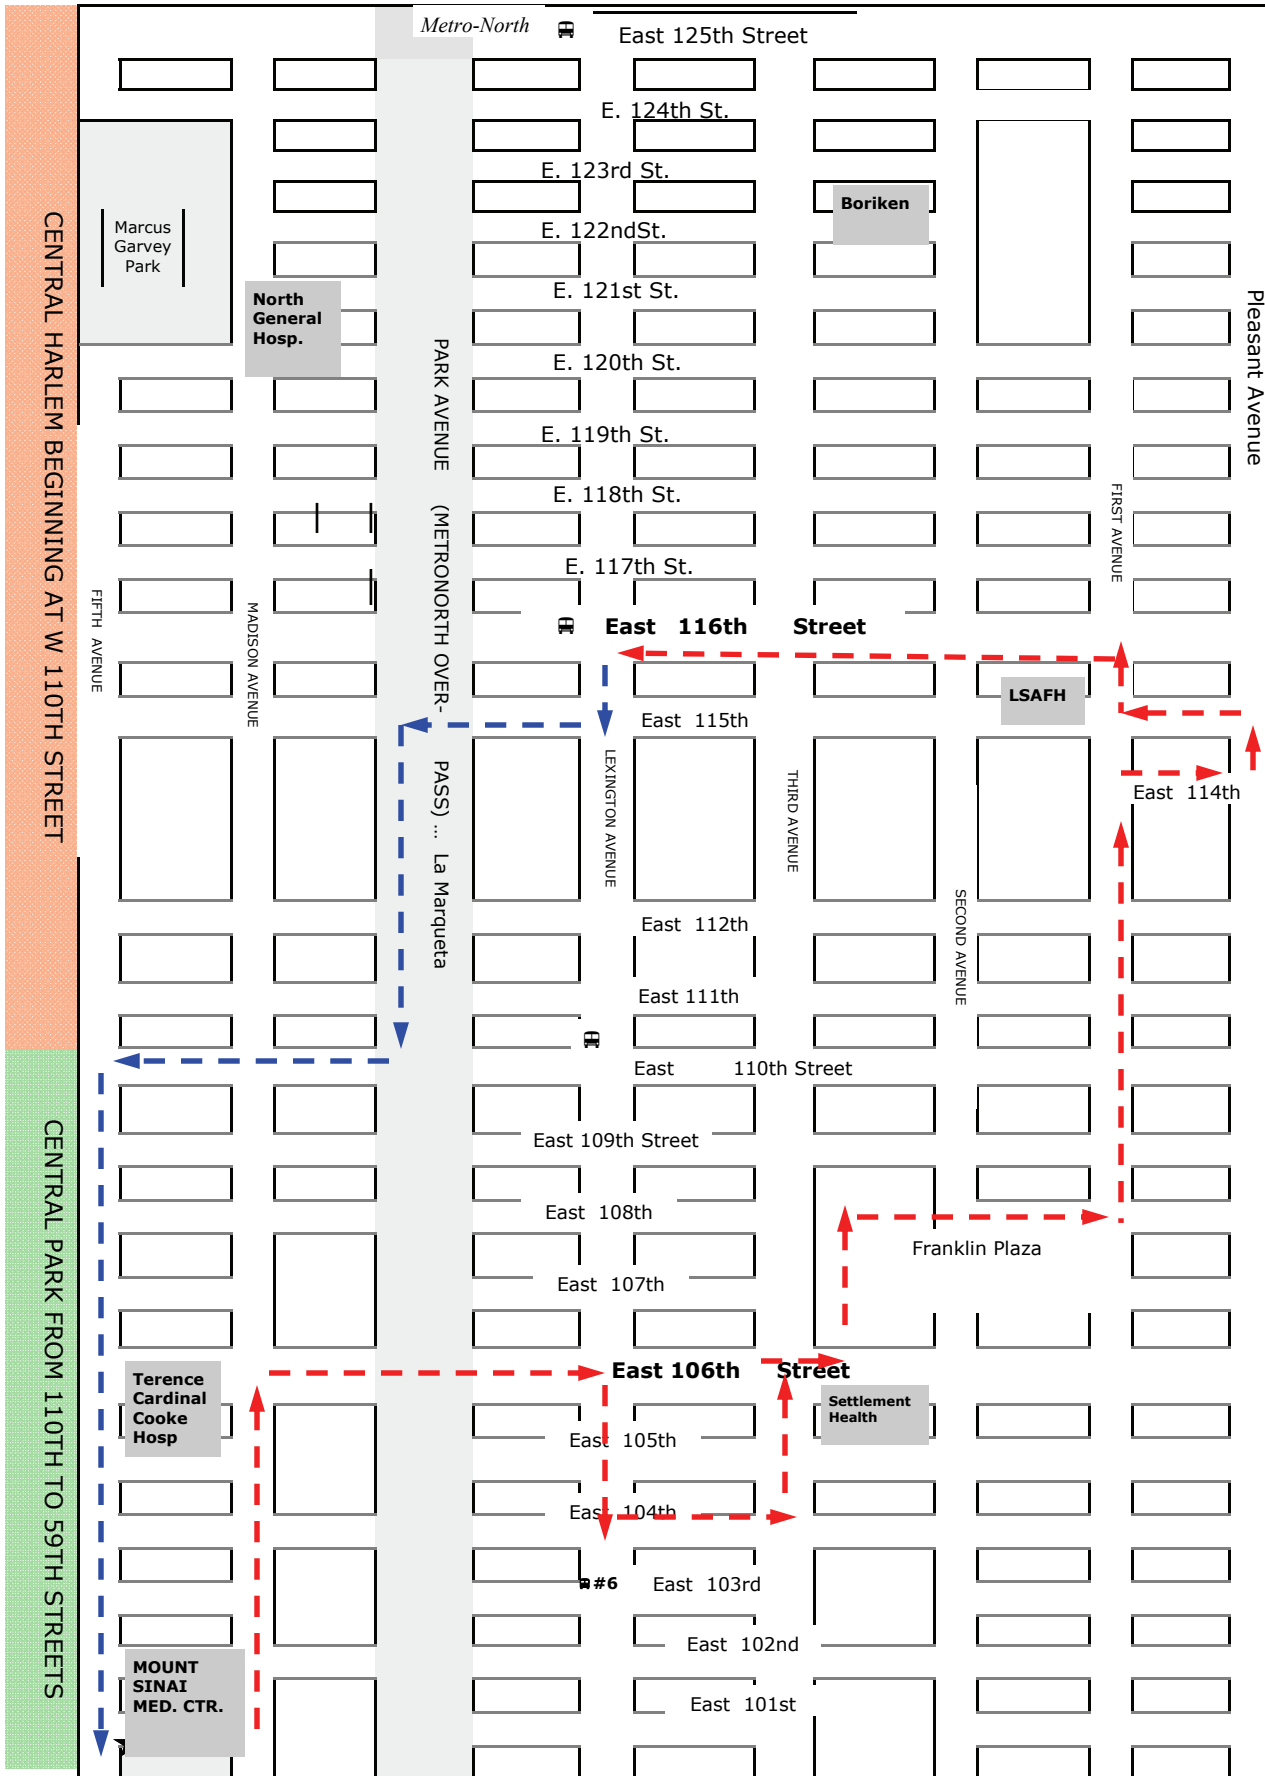 Metro-North
East 125th Street
E. 124th St.
E. 123rd St.
Boriken
Marcus
Garvey
Park
E. 122ndSt.
E. 121st St.
North
General
Hosp.
E. 120th St.
E. 119th St.
E. 118th St.
E. 117th St.
East 116th Street
LSAFH
East 115th
East 114th
East 112th
East 111th
East 110th Street
East 109th Street
East 108th
Franklin Plaza
East 107th
East 106th Street
Terence
Cardinal
Cooke
Hosp
Settlement
Health
East 105th
East 104th
#6
East 103rd
East 102nd
MOUNT
SINAI
MED. CTR.
East 101st
CENTRAL HARLEM BEGINNING AT W 110TH STREET
CENTRAL PARK FROM 110TH TO 59TH STREETS
FIFTH AVENUE
MADISON AVENUE
PARK AVENUE (METRONORTH OVER-PASS) ... La Marqueta
LEXINGTON AVENUE
THIRD AVENUE
SECOND AVENUE
FIRST AVENUE
Pleasant Avenue